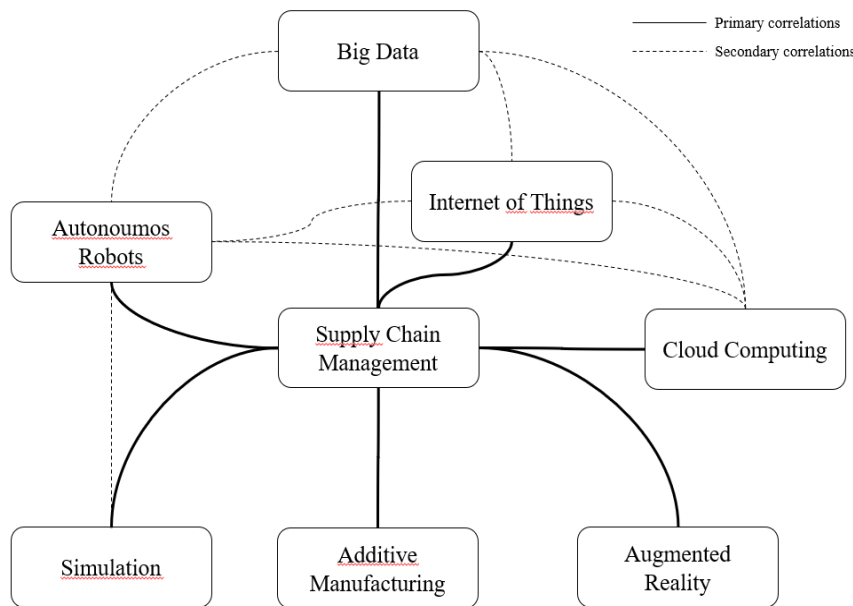 Primary correlations
Secondary correlations
Big Data
Internet of Things
Autonoumos
Robots
Supply Chain
Management
Cloud Computing
Simulation
Additive
Manufacturing
Augmented
Reality